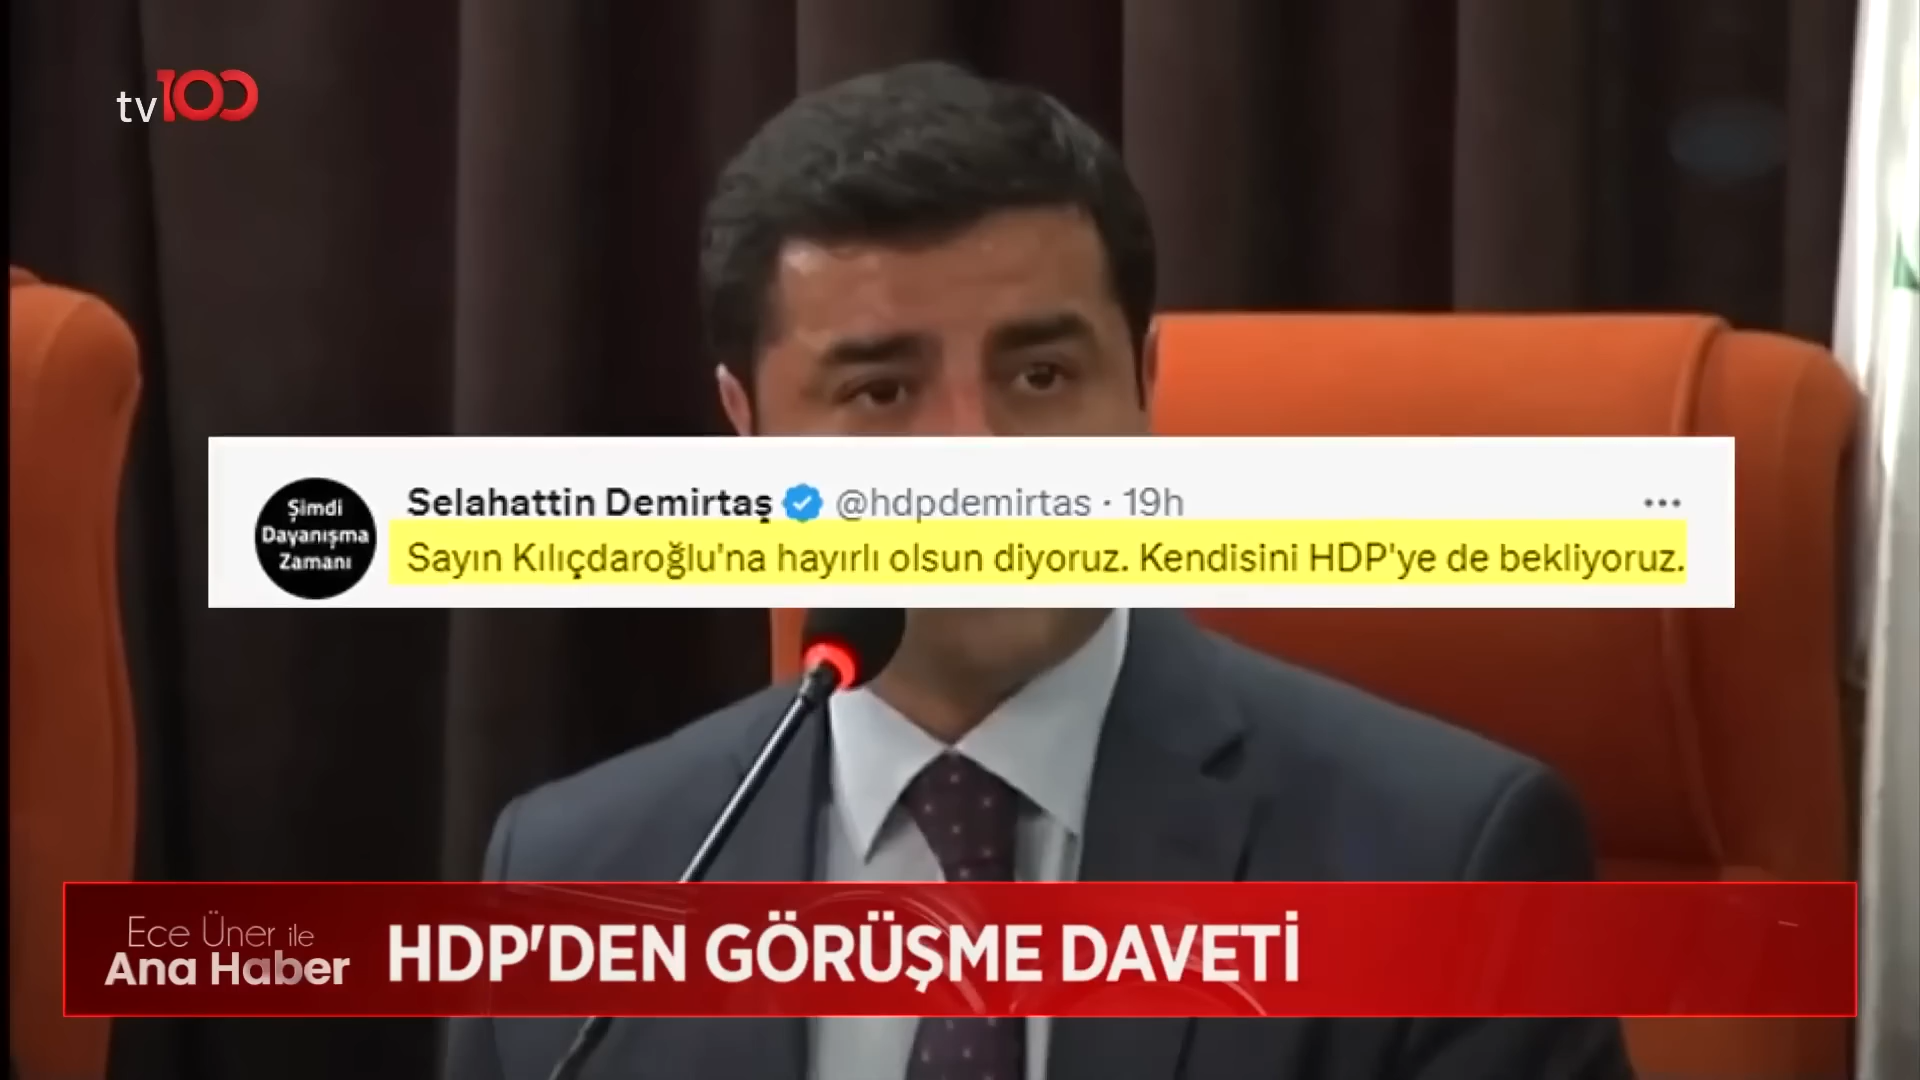 tv100
Selahattin Demirtaş @hdpdemirtas · 19h
Şimdi
Dayanışma
Zamanı
Sayın Kılıçdaroğlu'na hayırlı olsun diyoruz. Kendisini HDP'ye de bekliyoruz.
Ece Üner ile
Ana Haber
HDP'DEN GÖRÜŞME DAVETİ